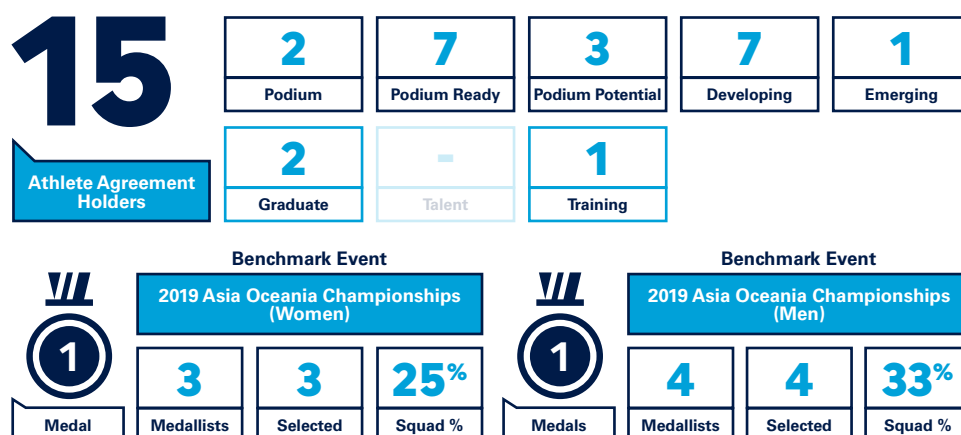 15
Athlete Agreement
Holders
2
Podium
7
Podium Ready
3
Podium Potential
7
Developing
1
Emerging
2
Graduate
-
Talent
1
Training
Benchmark Event
2019 Asia Oceania Championships
(Women)
1
Medal
3
Medallists
3
Selected
25%
Squad %
Benchmark Event
2019 Asia Oceania Championships
(Men)
1
Medals
4
Medallists
4
Selected
33%
Squad %